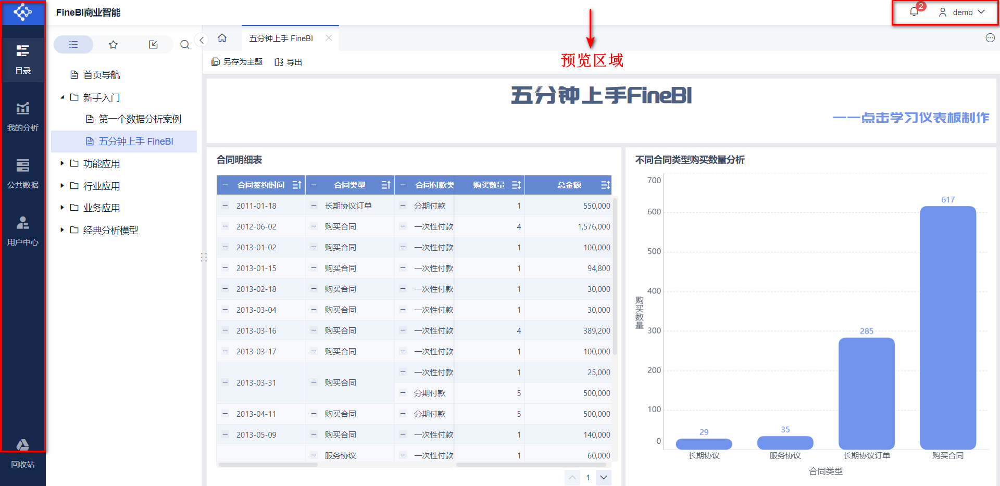 FineBI商业智能
2
demo
目录
我的分析
公共数据
用户中心
回收站
首页导航
新手入门
第一个数据分析案例
五分钟上手 FineBI
功能应用
行业应用
业务应用
经典分析模型
五分钟上手 FineBI
另存为主题 导出
预览区域
五分钟上手FineBI
一一点击学习仪表板制作
合同明细表
合同签约时间 合同类型 合同付款类 购买数量 总金额
2011-01-18 长期协议订单 分期付款 1 550,000
2012-06-02 购买合同 一次性付款 4 1,576,000
2013-01-02 购买合同 一次性付款 1 100,000
2013-01-15 购买合同 一次性付款 1 94,800
2013-02-18 购买合同 一次性付款 1 30,000
2013-03-04 购买合同 一次性付款 1 30,000
2013-03-16 购买合同 一次性付款 4 389,200
2013-03-17 购买合同 一次性付款 1 100,000
2013-03-31 购买合同 一次性付款 1 25,000
分期付款 5 500,000
2013-04-11 购买合同 分期付款 5 500,000
2013-05-09 购买合同 一次性付款 1 140,000
服务协议 一次性付款 1 60,000
1
不同合同类型购买数量分析
700
600
500
400
300
200
100
0
购买数量
29
35
285
617
长期协议 服务协议 长期协议订单 购买合同
合同类型